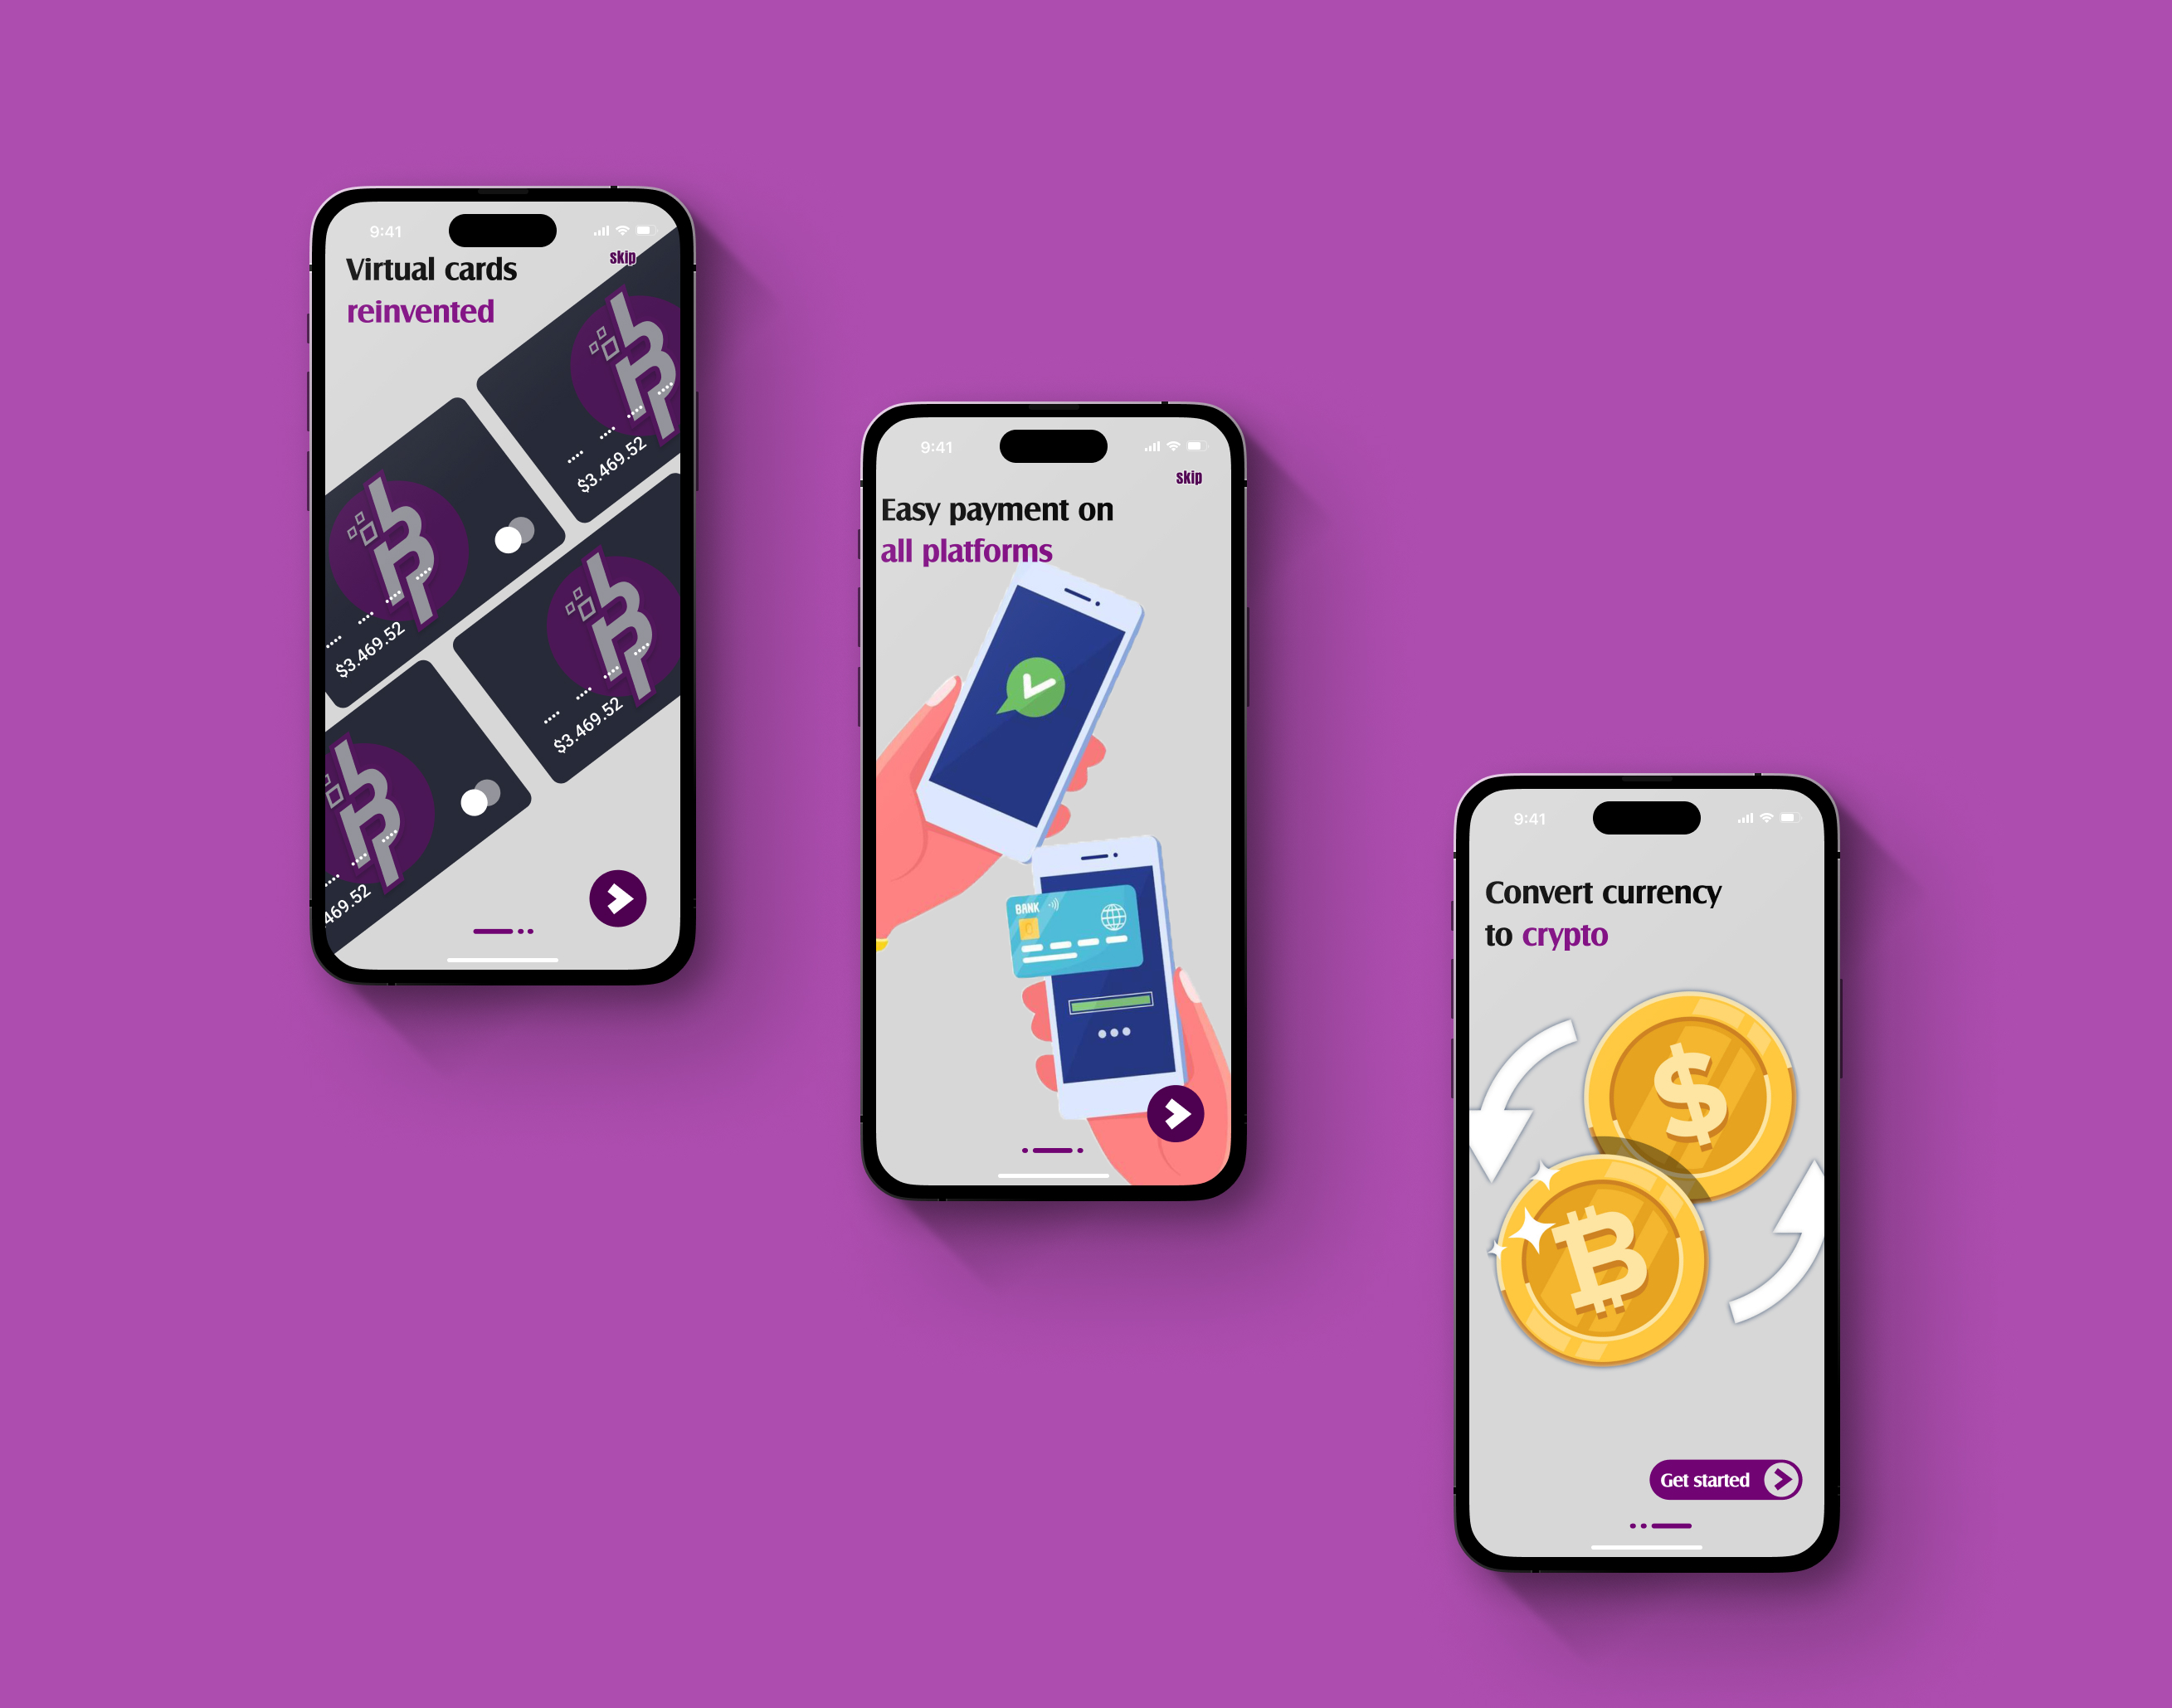 9:41
skip
Virtual cards
reinvented
$3.469.52
$3.469.52
$3.469.52
469.52
9:41
skip
Easy payment on
all platforms
BANK
9:41
Convert currency
to crypto
$
₿
Get started